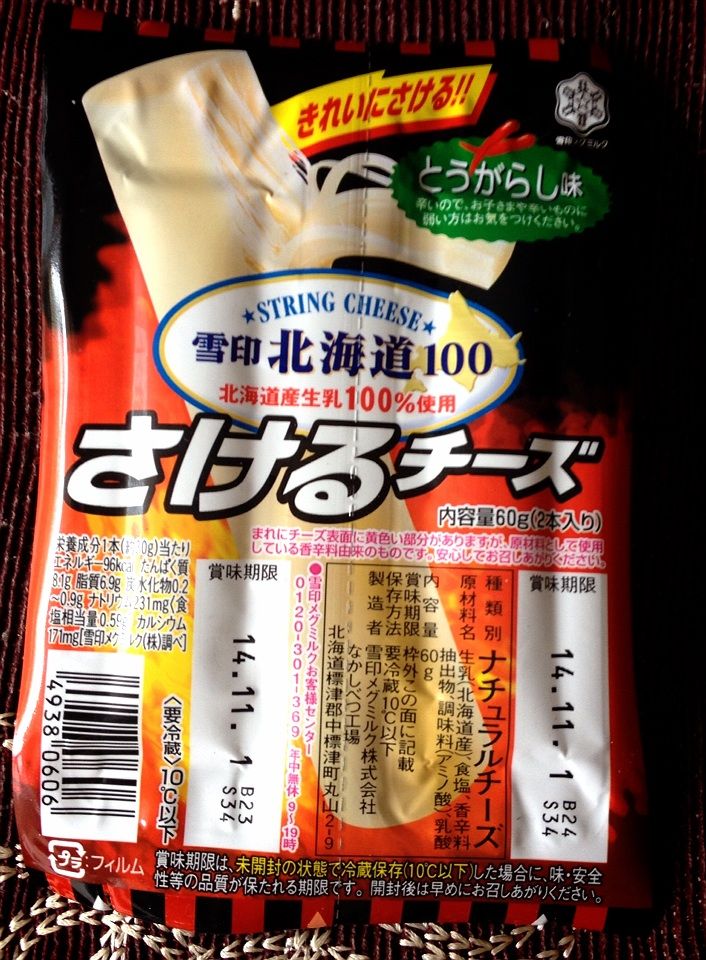 きれいにさける!!
雪印メグミルク
とうがらし味
辛いので、お子さまや辛いものに
弱い方はお気をつけください。
★STRING CHEESE★
雪印北海道100
北海道産生乳100%使用
さけるチーズ
内容量60g(2本入り)
まれにチーズ表面に黄色い部分がありますが、原材料として使用
している香辛料由来のものです。安心してお召しあがりください。
栄養成分1本(約30g)当たり
エネルギー96kcal たんぱく質
8.1g 脂質6.9g 炭水化物0.2
~0.9g ナトリウム231mg(食
塩相当量0.59g) カルシウム
171mg[雪印メグミルク(株)調べ]
賞味期限
14.11. 1
B23
S34
●雪印メグミルクお客様センター
0120-301-369 年中無休 9~19時
種類別 ナチュラルチーズ
原材料名 生乳(北海道産)、食塩、香辛料
抽出物、調味料(アミノ酸)、乳酸
内容量 60g
賞味期限 枠外この面に記載
保存方法 要冷蔵10℃以下
製造者 雪印メグミルク株式会社
なかしべつ工場
北海道標津郡中標津町丸山2-9
賞味期限
14.11. 1
B24
S34
4938 0606
〈要冷蔵〉10℃以下
プラ:フィルム
賞味期限は、未開封の状態で冷蔵保存(10℃以下)した場合に、味・安全
性等の品質が保たれる期限です。開封後は早めにお召しあがりください。